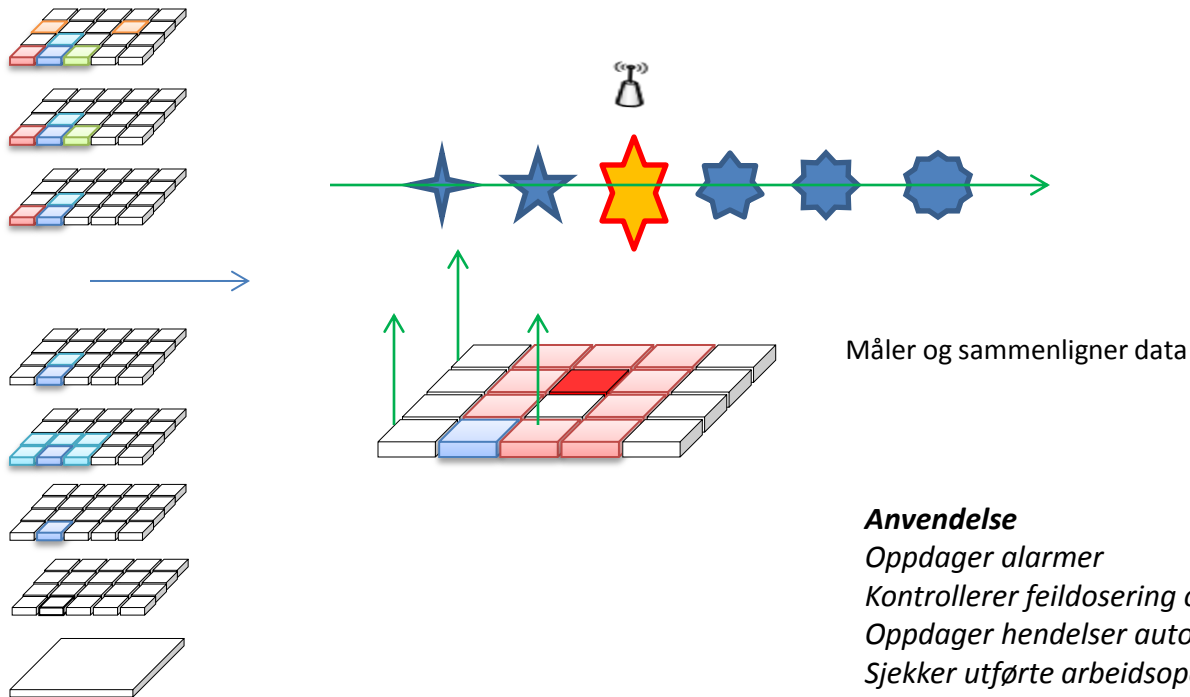 Måler og sammenligner data
Anvendelse
Oppdager alarmer
Kontrollerer feildosering
Oppdager hendelser
Sjekker utførte